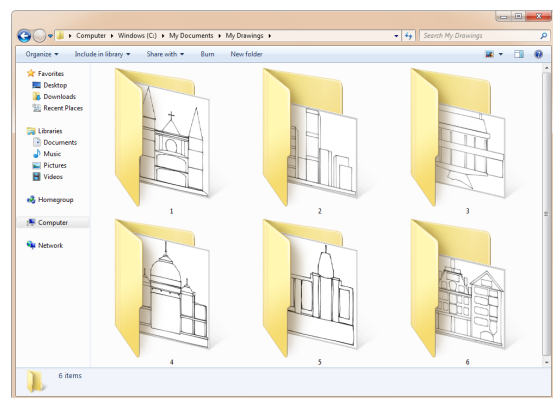 Computer Windows (C:) My Documents My Drawings
Search My Drawings
Organize Include in library Share with Burn New folder
Favorites
Desktop
Downloads
Recent Places
Libraries
Documents
Music
Pictures
Videos
Homegroup
Computer
Network
1 2 3
4 5 6
6 items